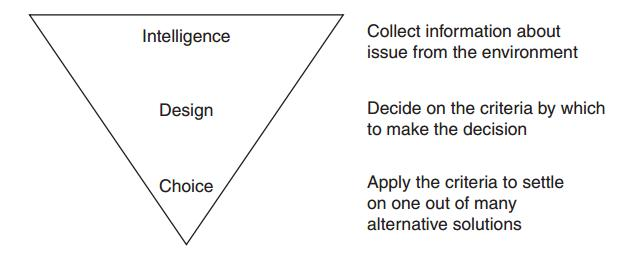 Intelligence
Collect information about
issue from the environment
Design
Decide on the criteria by which
to make the decision
Choice
Apply the criteria to settle
on one out of many
alternative solutions